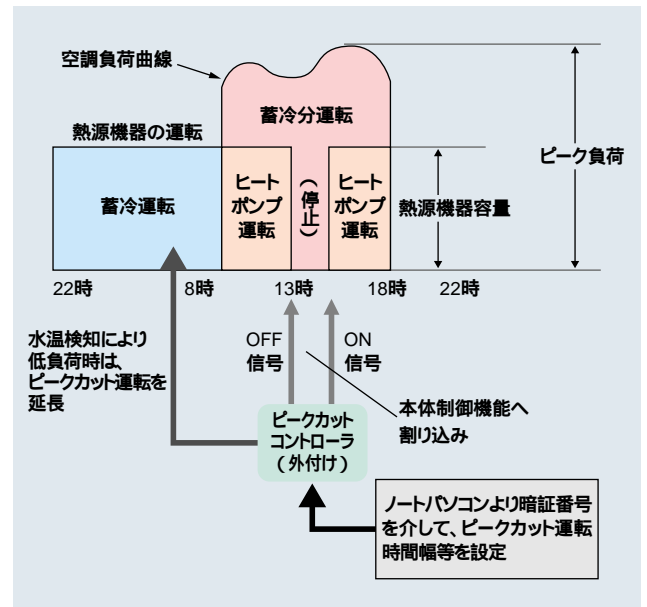 空調負荷曲線
蓄冷分運転
熱源機器の運転
ピーク負荷
蓄冷運転
ヒート
ポンプ
運転
（停止）
ヒート
ポンプ
運転
熱源機器容量
22時
8時
13時
18時
22時
水温検知により
低負荷時は、
ピークカット運転を
延長
OFF
信号
ON
信号
本体制御機能へ
割り込み
ピークカット
コントローラ
（外付け）
ノートパソコンより暗証番号
を介して、ピークカット運転
時間幅等を設定